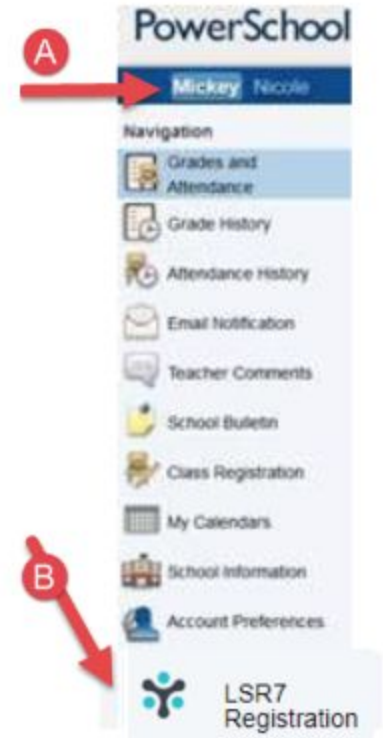 PowerSchool
A
Mickey Nicole
Navigation
Grades and
Attendance
Grade History
Attendance History
Email Notification
Teacher Comments
School Bulletin
Class Registration
My Calendars
School Information
B
Account Preferences
LSR7
Registration